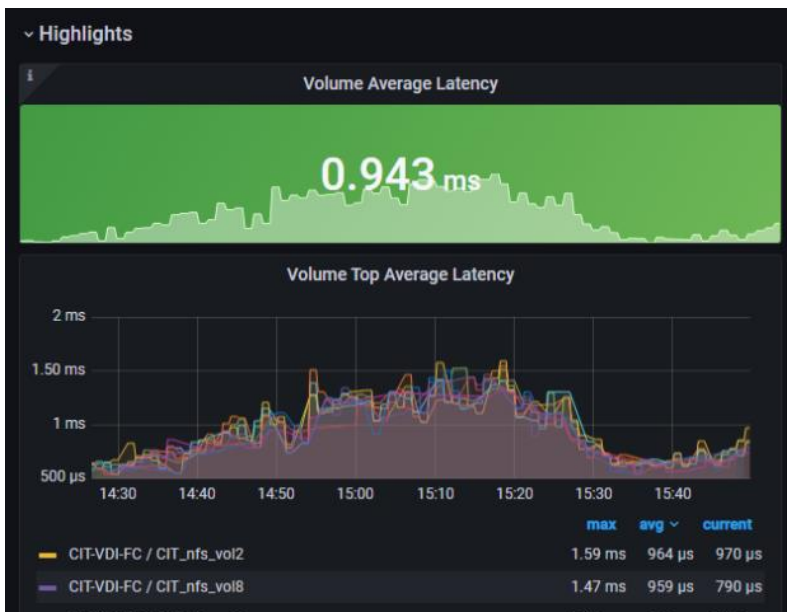 Highlights
i
Volume Average Latency
0.943 ms
Volume Top Average Latency
2 ms
1.50 ms
1 ms
500 µs
14:30 14:40 14:50 15:00 15:10 15:20 15:30 15:40
max avg current
CIT-VDI-FC / CIT_nfs_vol2 1.59 ms 964 µs 970 µs
CIT-VDI-FC / CIT_nfs_vol8 1.47 ms 959 µs 790 µs